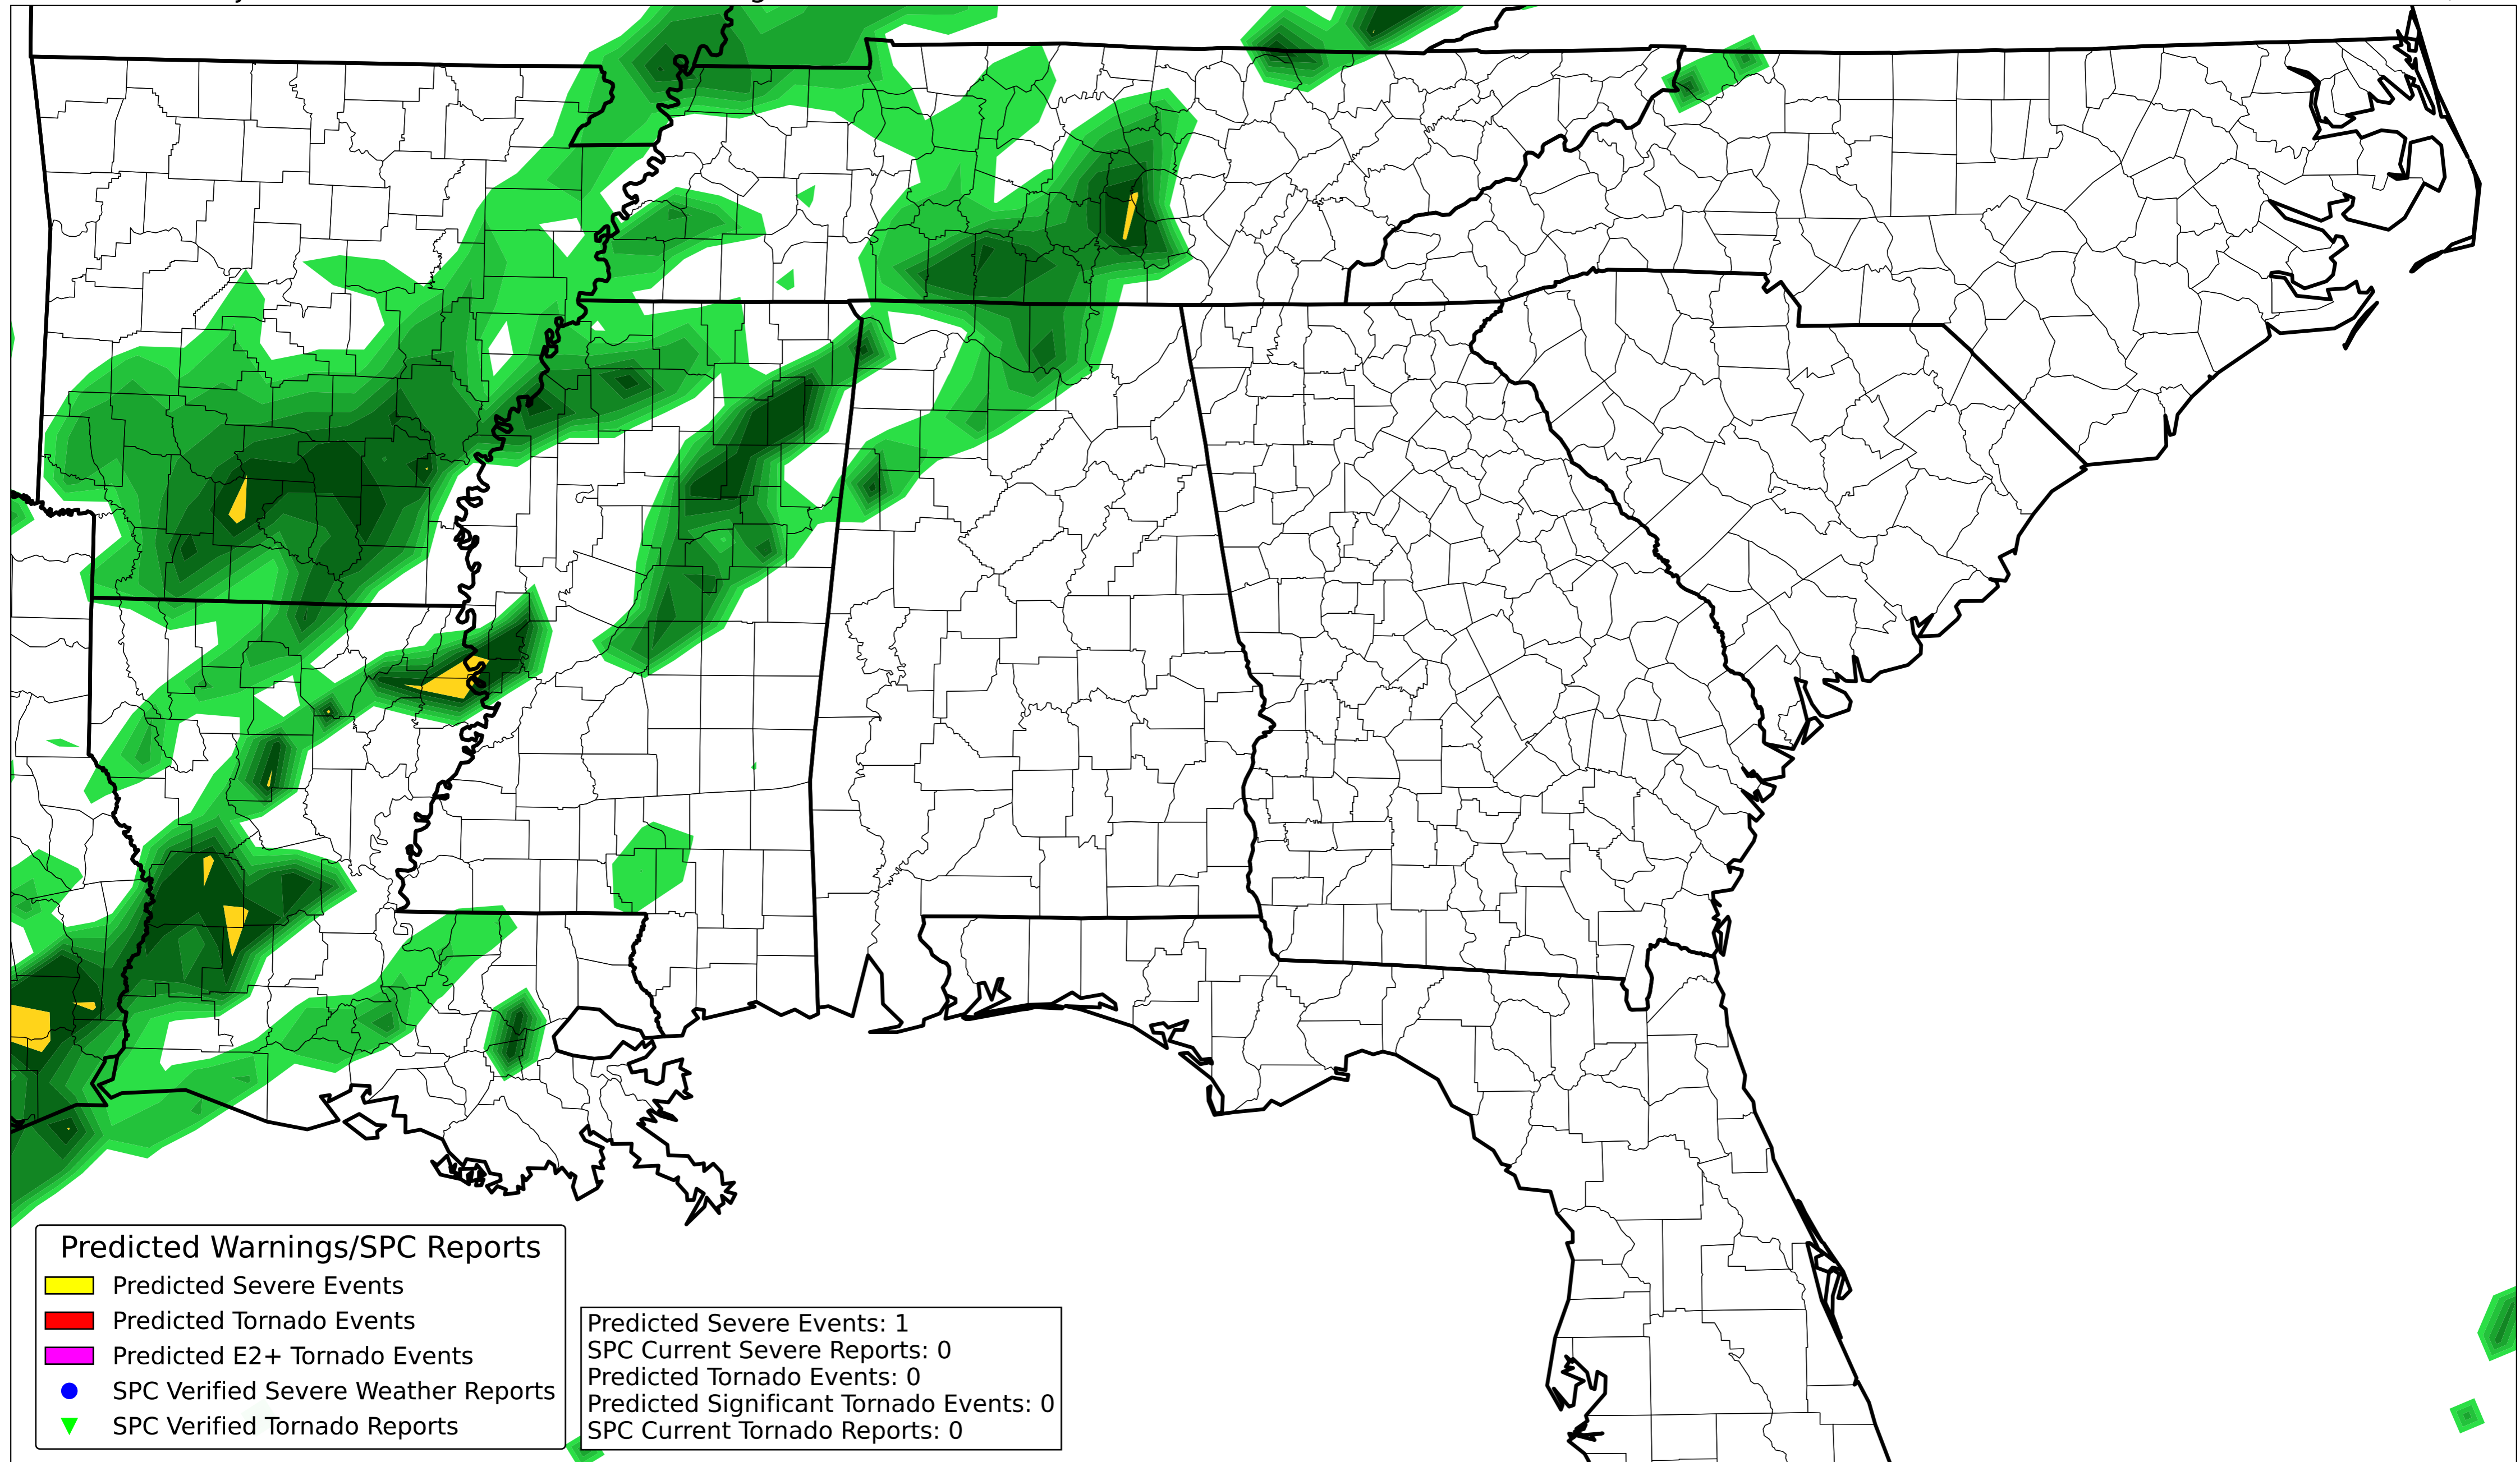 Predicted Warnings/SPC Reports
Predicted Severe Events
Predicted Tornado Events
Predicted E2+ Tornado Events
SPC Verified Severe Weather Reports
SPC Verified Tornado Reports
Predicted Severe Events: 1
SPC Current Severe Reports: 0
Predicted Tornado Events: 0
Predicted Significant Tornado Events: 0
SPC Current Tornado Reports: 0